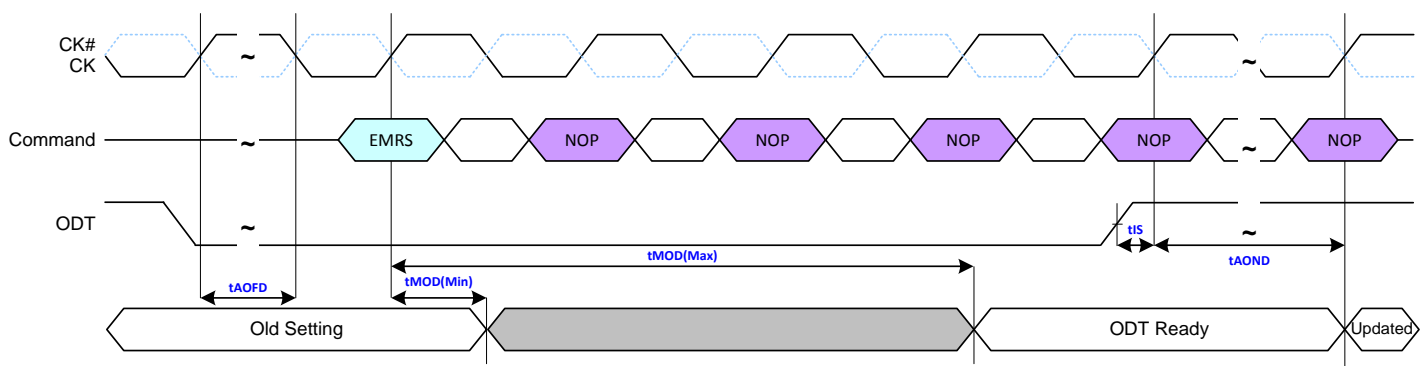 CK#
CK
~ ~
Command ~ EMRS NOP NOP NOP NOP ~ NOP
ODT ~ tIS ~
tMOD(Max) tAOND
tAOFD tMOD(Min)
Old Setting ODT Ready Updated